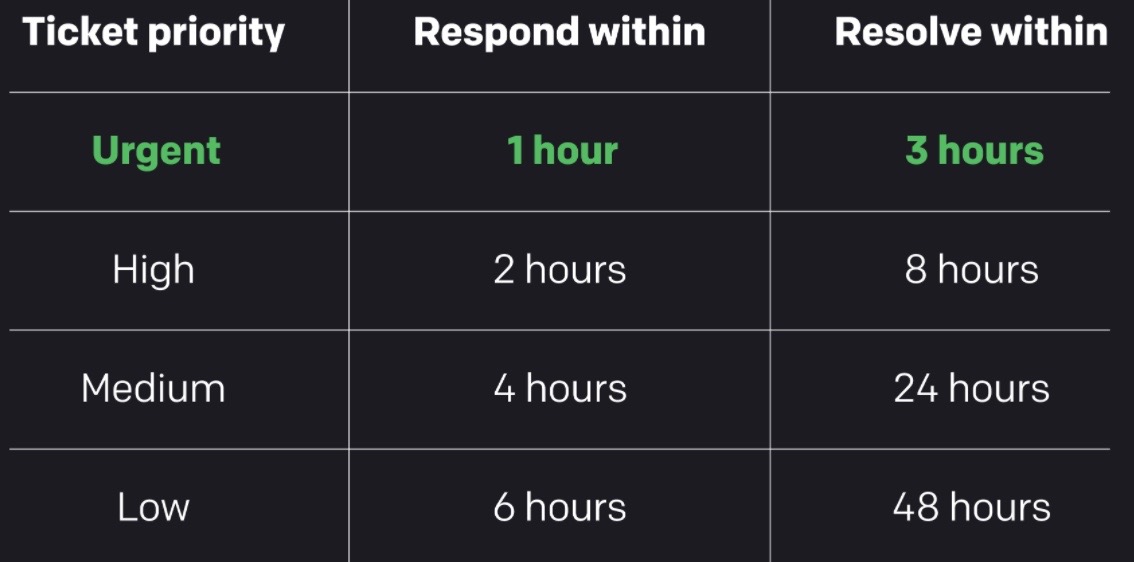 Ticket priority Respond within Resolve within
Urgent 1 hour 3 hours
High 2 hours 8 hours
Medium 4 hours 24 hours
Low 6 hours 48 hours